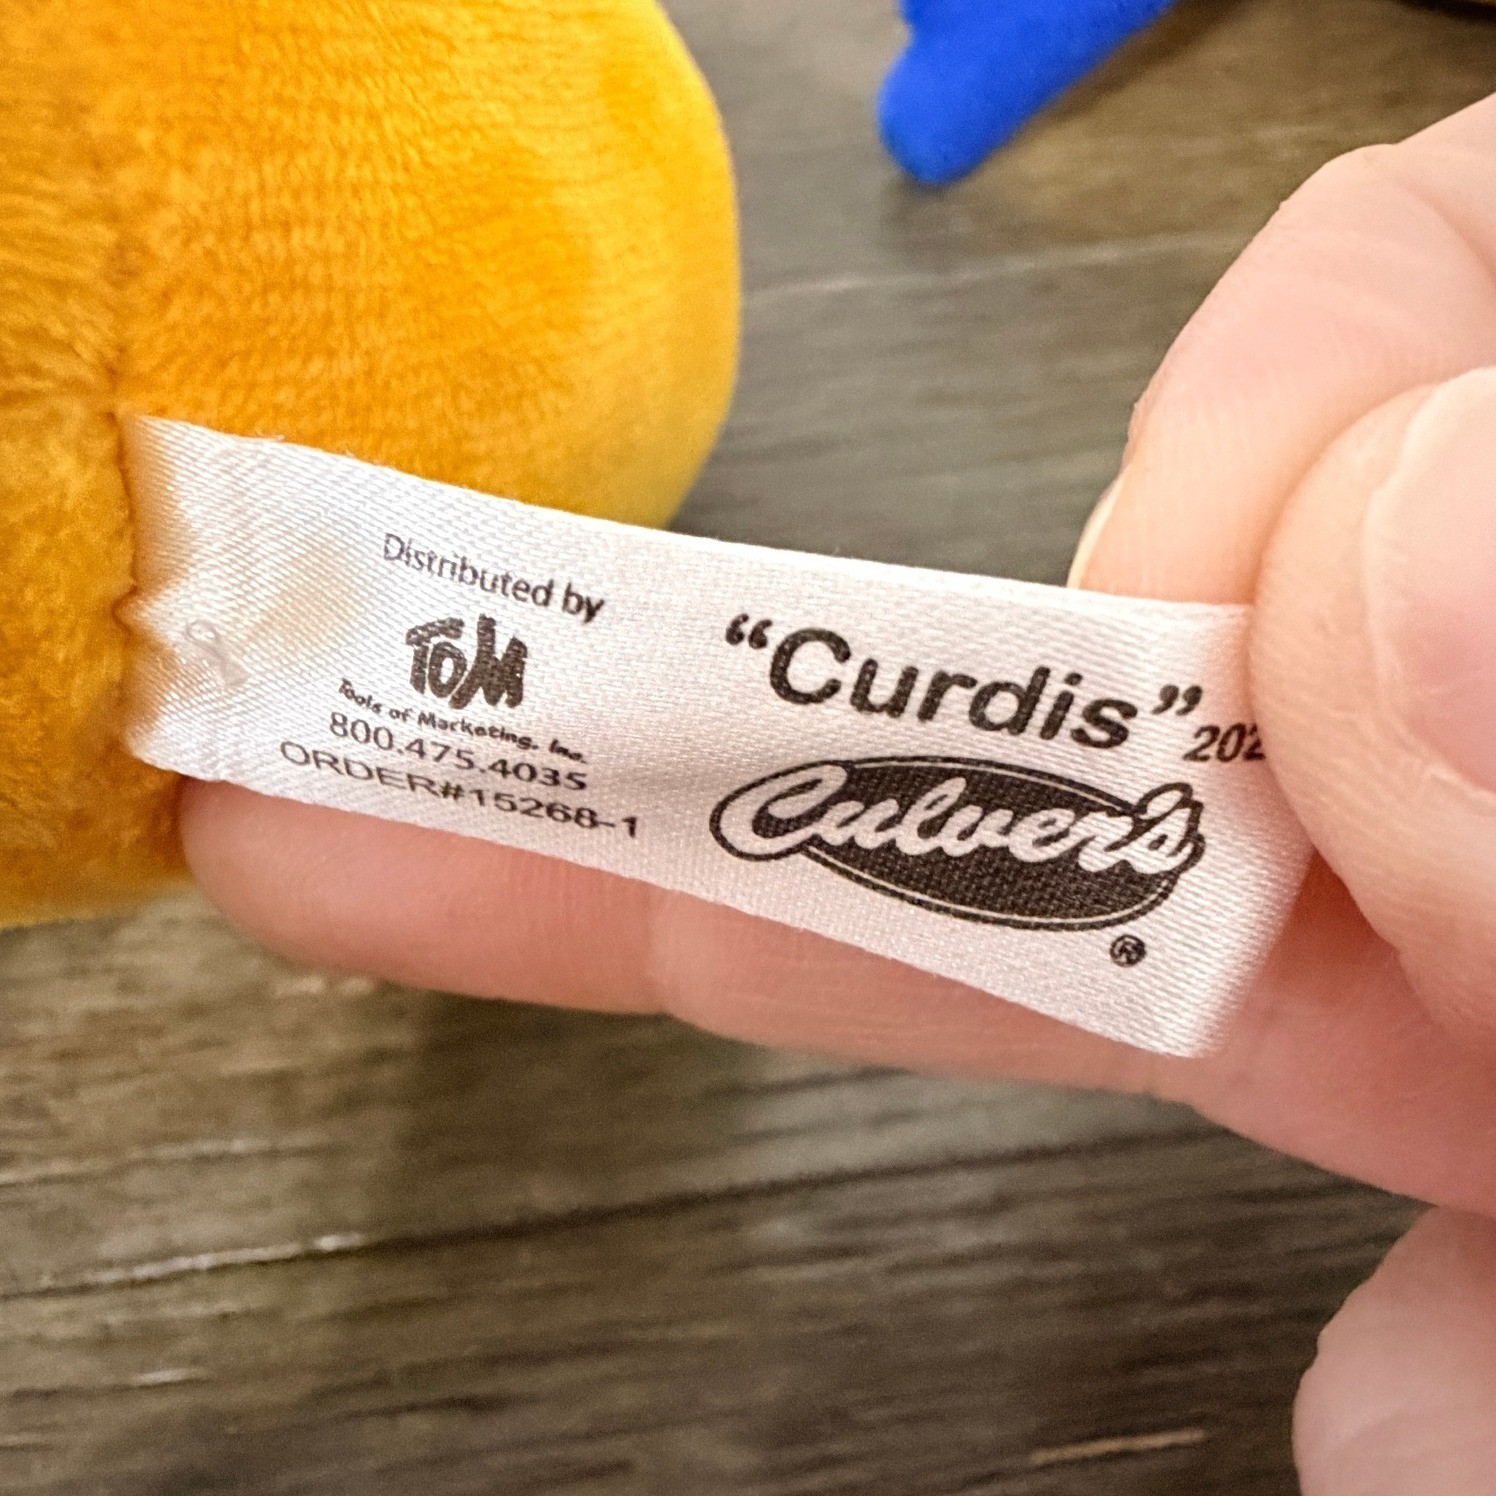 Distributed by
TOM
Tools of Marketing, Inc.
800.475.4035
ORDER#15268-1
“Curdis”
Culver's
®